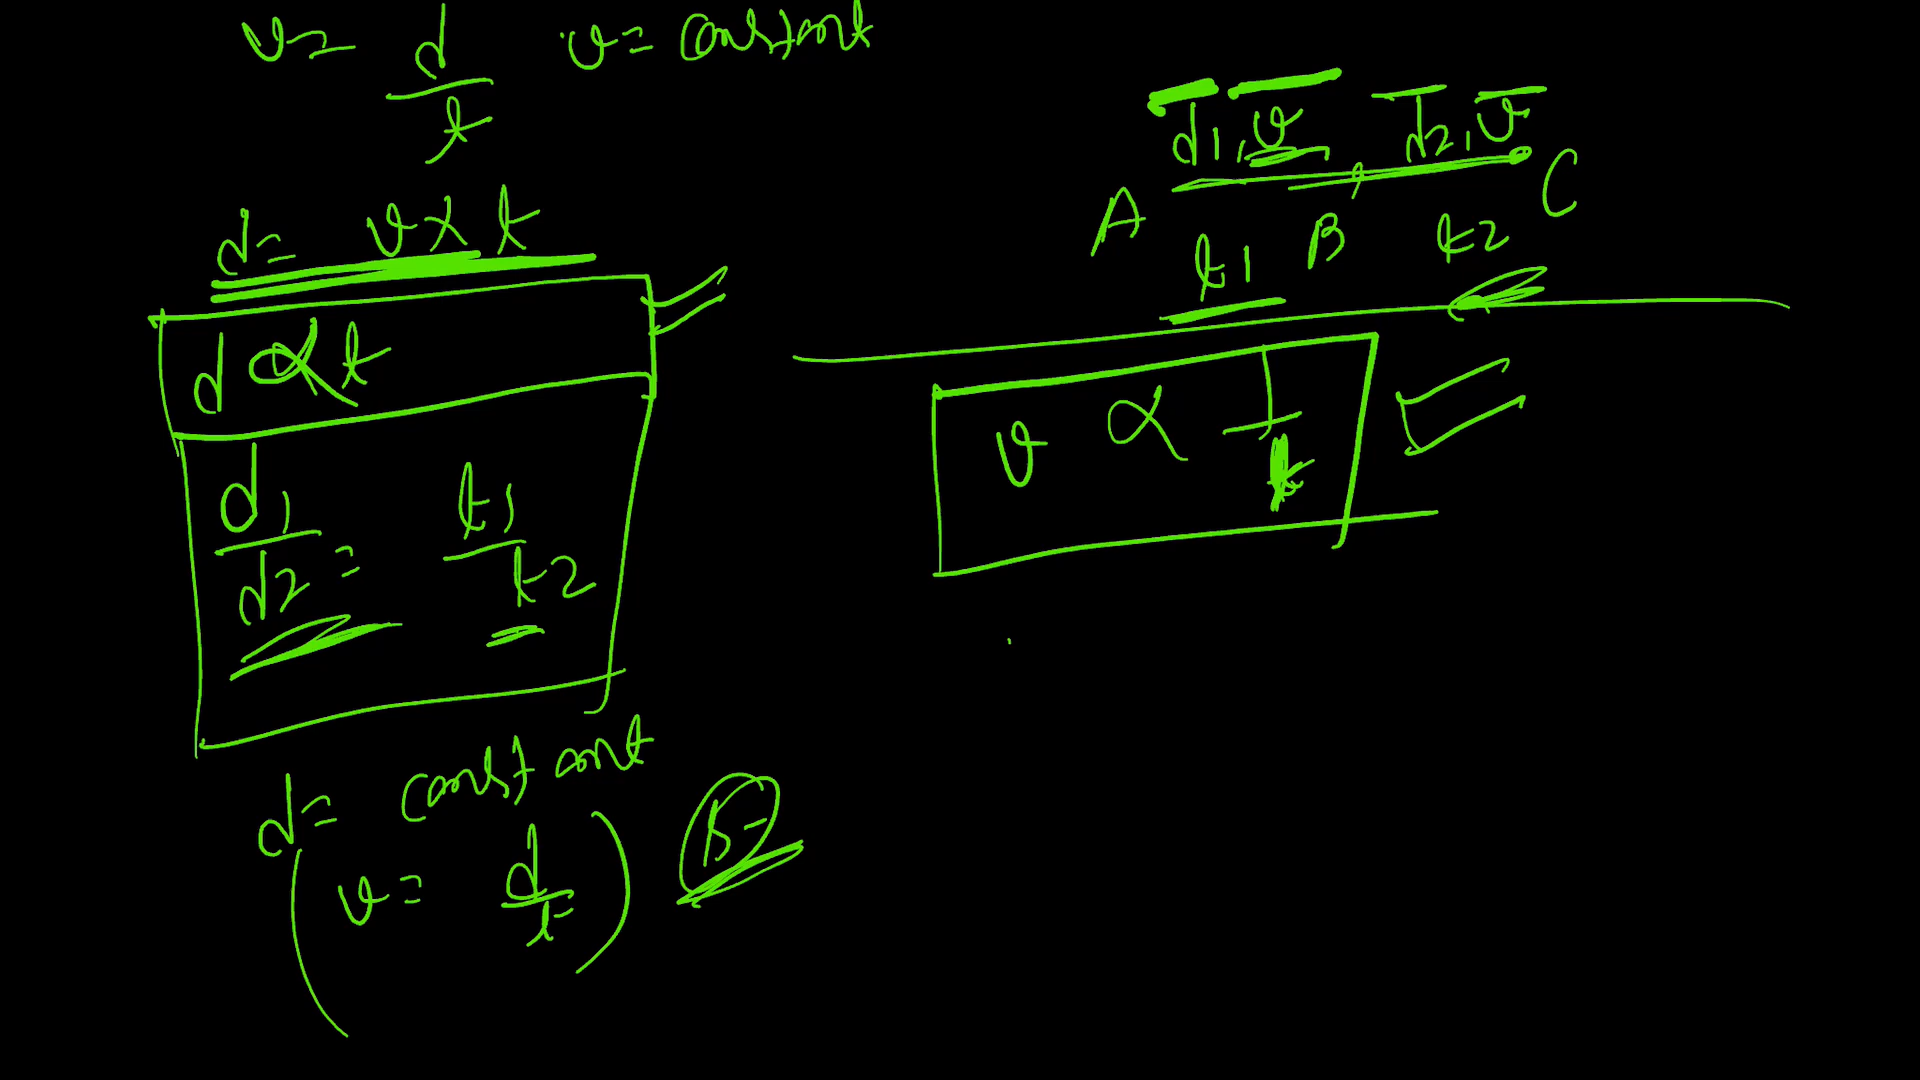 v = d/t v = constant
d = v × t
d ∝ t
d1/d2 = t1/t2
d = constant
(v = d/t)
d1, v d2, v
A B C
t1 t2
v ∝ 1/t